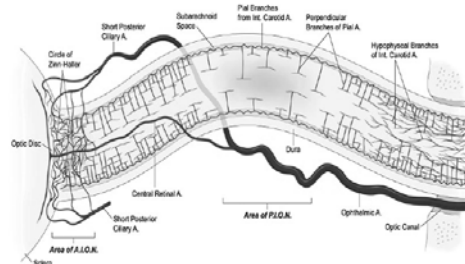 Short Posterior
Ciliary A.
Subarachnoid
Space
Pial Branches
from Int. Carotid A.
Perpendicular
Branches of Pial A.
Hypophyseal Branches
of Int. Carotid A.
Circle of
Zinn-Haller
Optic Disc
Central Retinal A.
Dura
Short Posterior
Ciliary A.
Area of A.I.O.N.
Area of P.I.O.N.
Ophthalmic A.
Optic Canal
Sclera